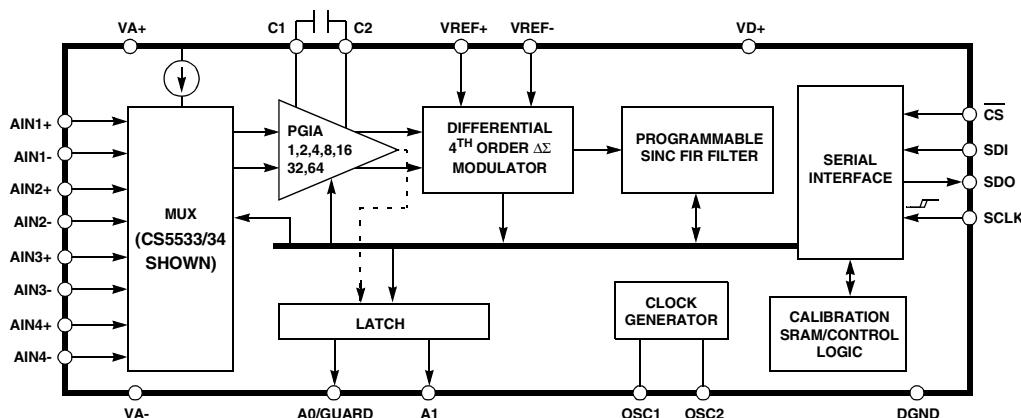 VA+
C1
C2
VREF+
VREF-
VD+
AIN1+
AIN1-
AIN2+
AIN2-
AIN3+
AIN3-
AIN4+
AIN4-
MUX
(CS5533/34
SHOWN)
PGIA
1,2,4,8,16
32,64
DIFFERENTIAL
4TH ORDER ΔΣ
MODULATOR
PROGRAMMABLE
SINC FIR FILTER
SERIAL
INTERFACE
CS
SDI
SDO
SCLK
LATCH
CLOCK
GENERATOR
CALIBRATION
SRAM/CONTROL
LOGIC
VA-
A0/GUARD
A1
OSC1
OSC2
DGND